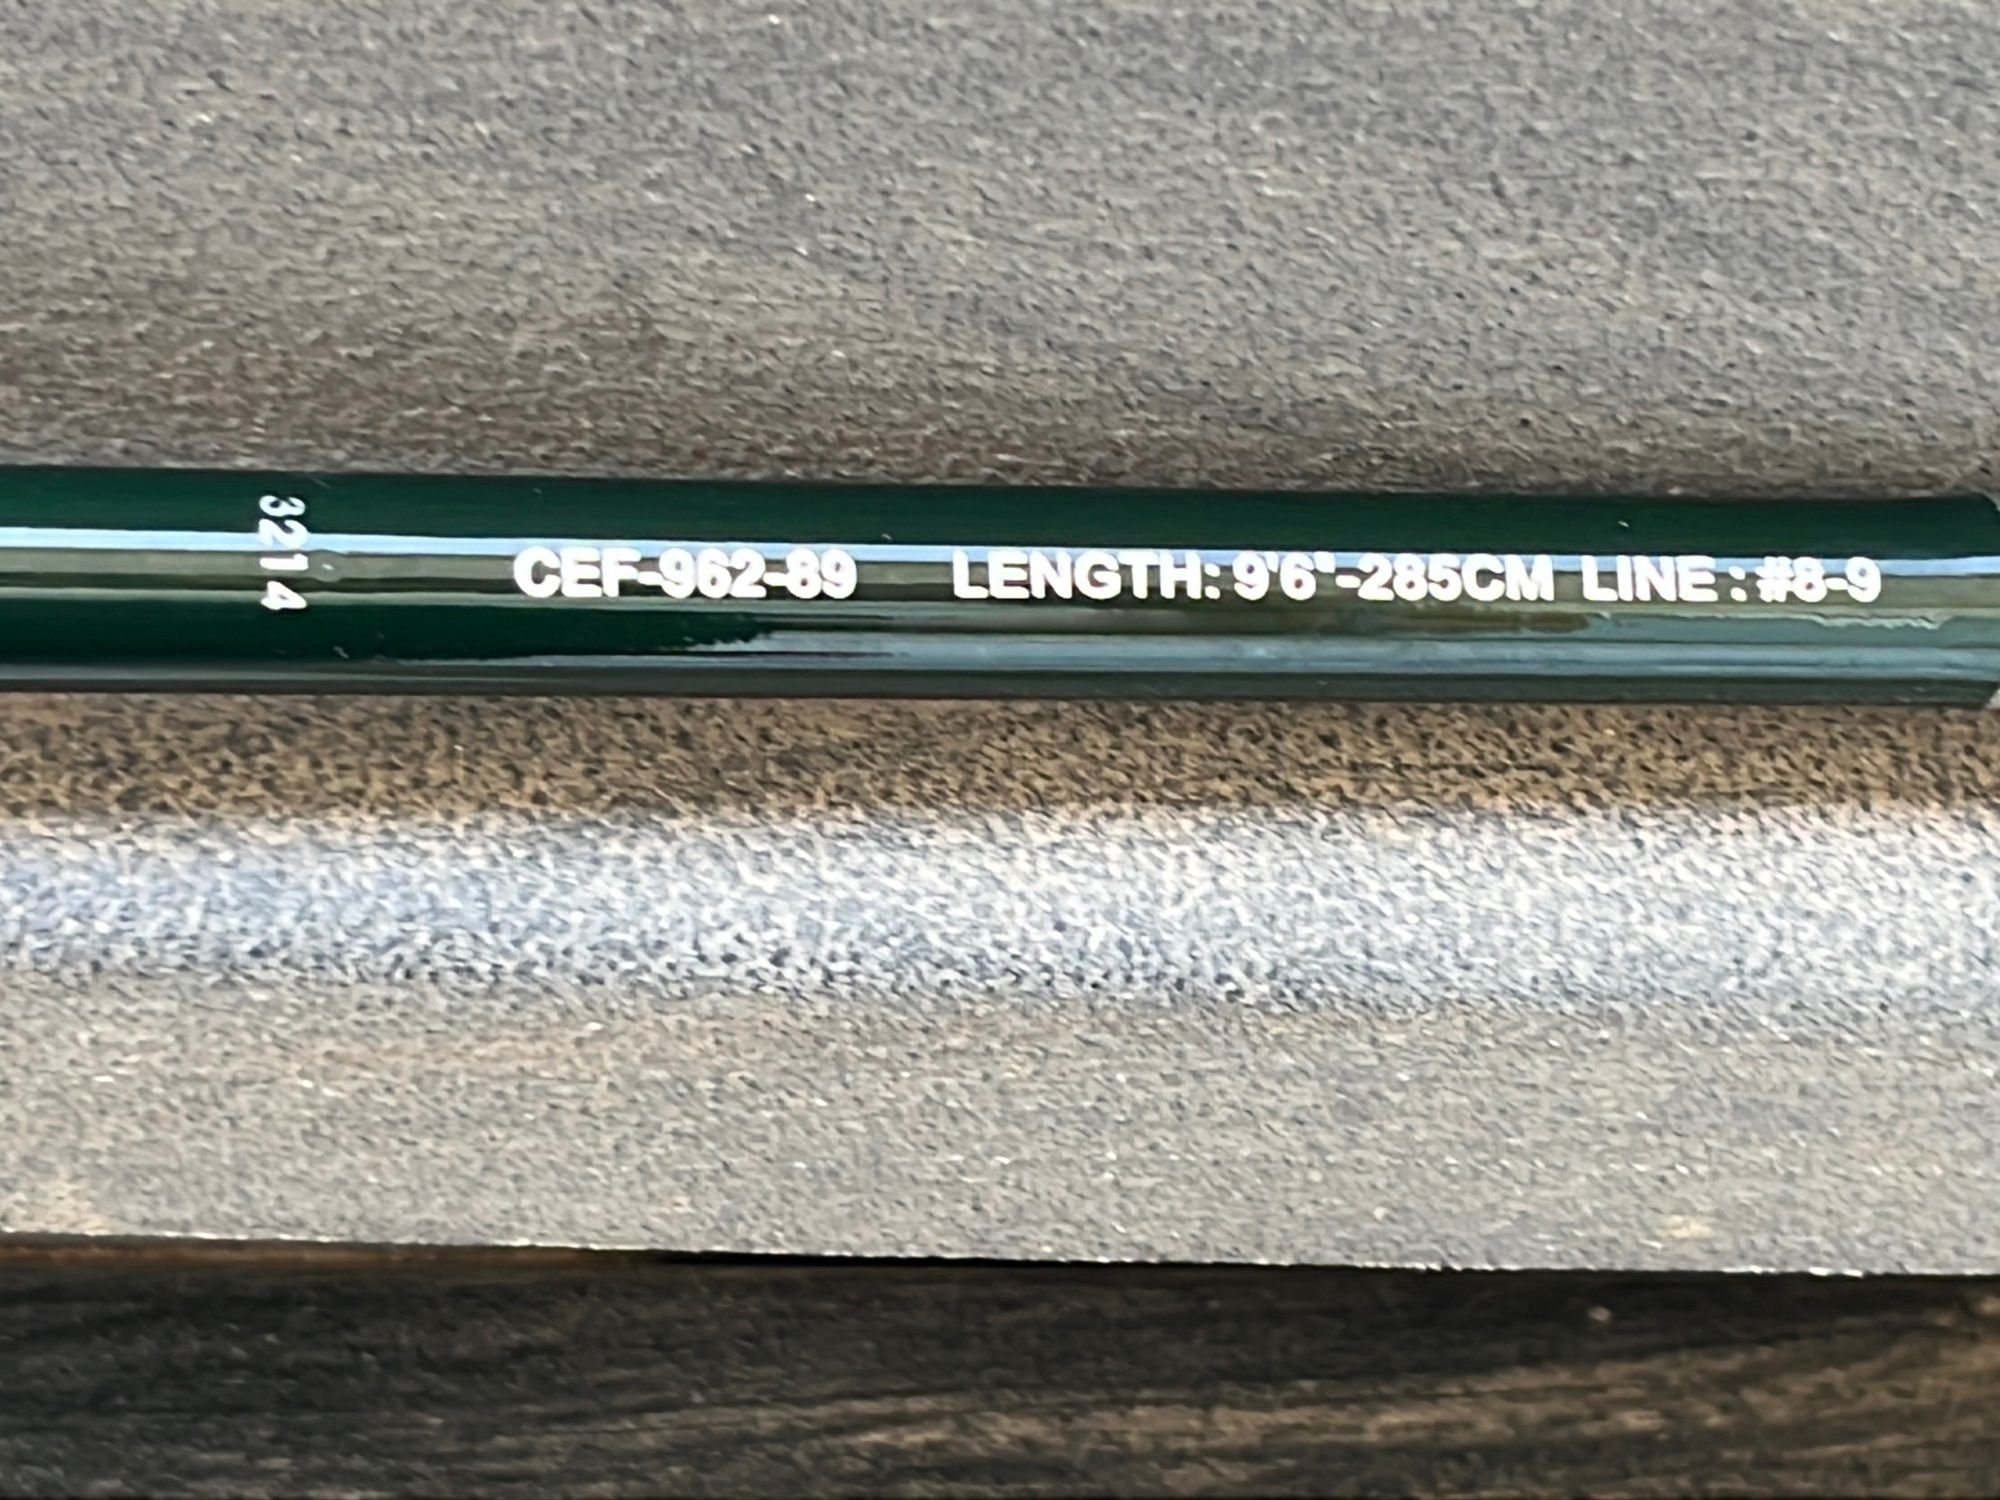 3214
CEF-962-89 LENGTH: 9'6"-285CM LINE : #8-9